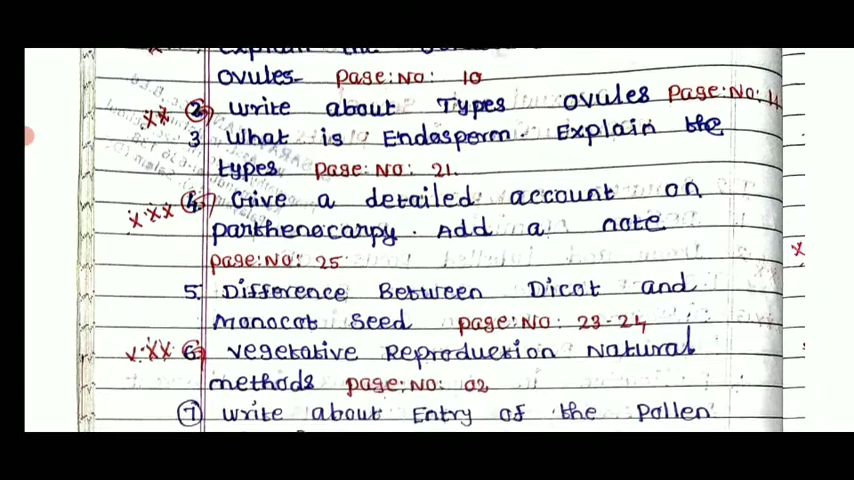 Explain the
ovules- page:No: 10
2) write about Types ovules page:No:11
3 What is Endosperm. Explain the
types page:No: 21.
4) Give a detailed account on
parthenocarpy. Add a note
page:No: 25
5. Difference Between Dicot and
Monocot Seed page:No: 23-24
6) vegetative Reproduction Natural
methods page:No: 02
7 write about Entry of the Pollen